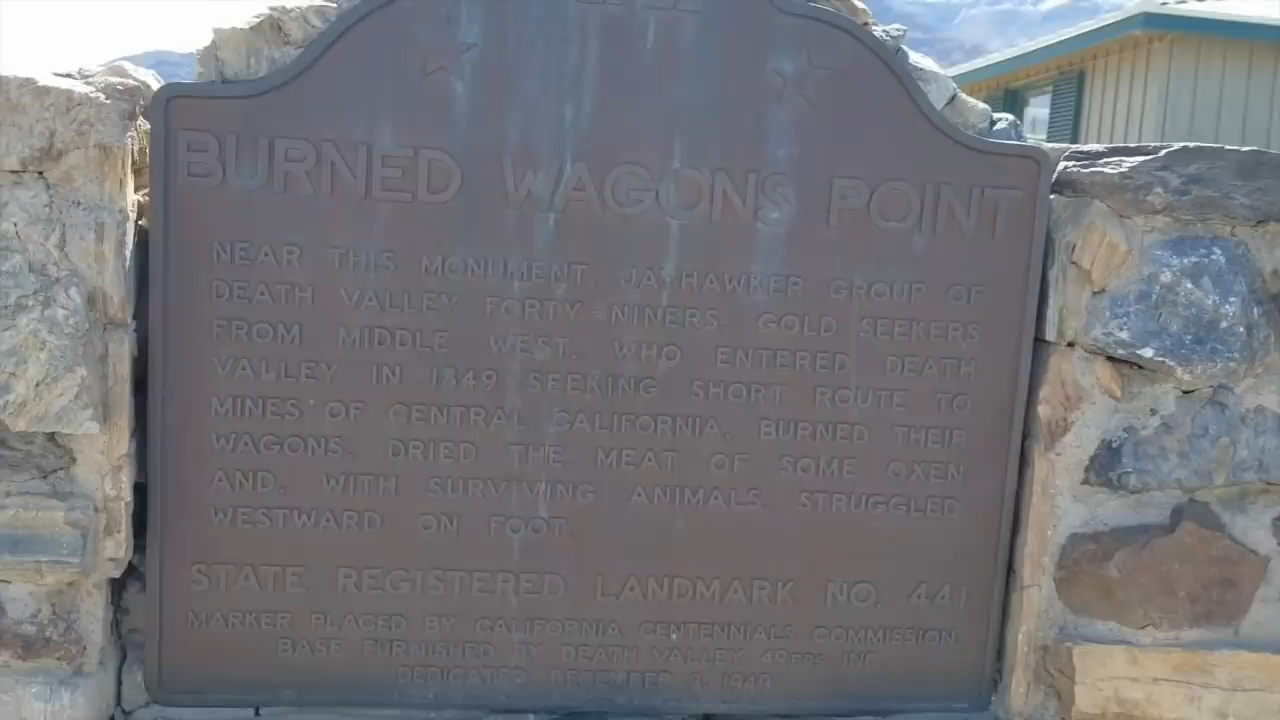 BURNED WAGONS POINT
NEAR THIS MONUMENT, JAYHAWKER GROUP OF
DEATH VALLEY FORTY-NINERS, GOLD SEEKERS
FROM MIDDLE WEST, WHO ENTERED DEATH
VALLEY IN 1849 SEEKING SHORT ROUTE TO
MINES OF CENTRAL CALIFORNIA, BURNED THEIR
WAGONS, DRIED THE MEAT OF SOME OXEN
AND, WITH SURVIVING ANIMALS, STRUGGLED
WESTWARD ON FOOT.
STATE REGISTERED LANDMARK NO. 441
MARKER PLACED BY CALIFORNIA CENTENNIALS COMMISSION.
BASE FURNISHED BY DEATH VALLEY 49ERS INC.
DEDICATED DECEMBER 3, 1949